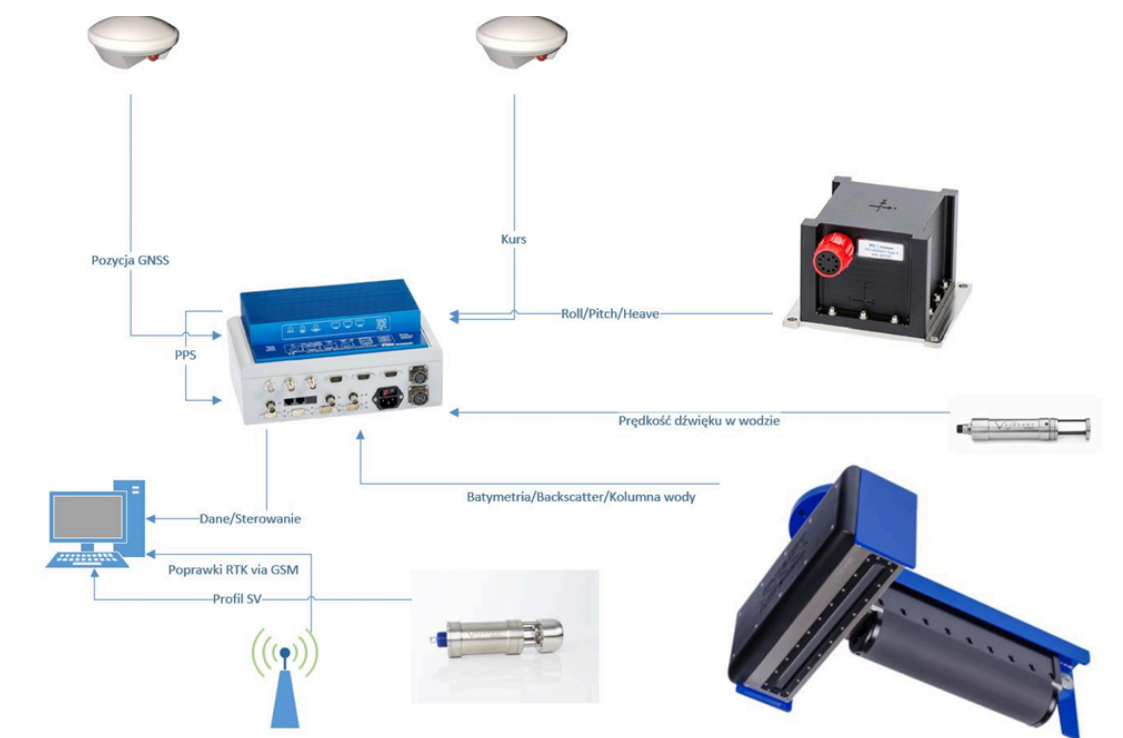 Kurs
Pozycja GNSS
Roll/Pitch/Heave
PPS
Prędkość dźwięku w wodzie
Batymetria/Backscatter/Kolumna wody
Dane/Sterowanie
Poprawki RTK via GSM
Profil SV